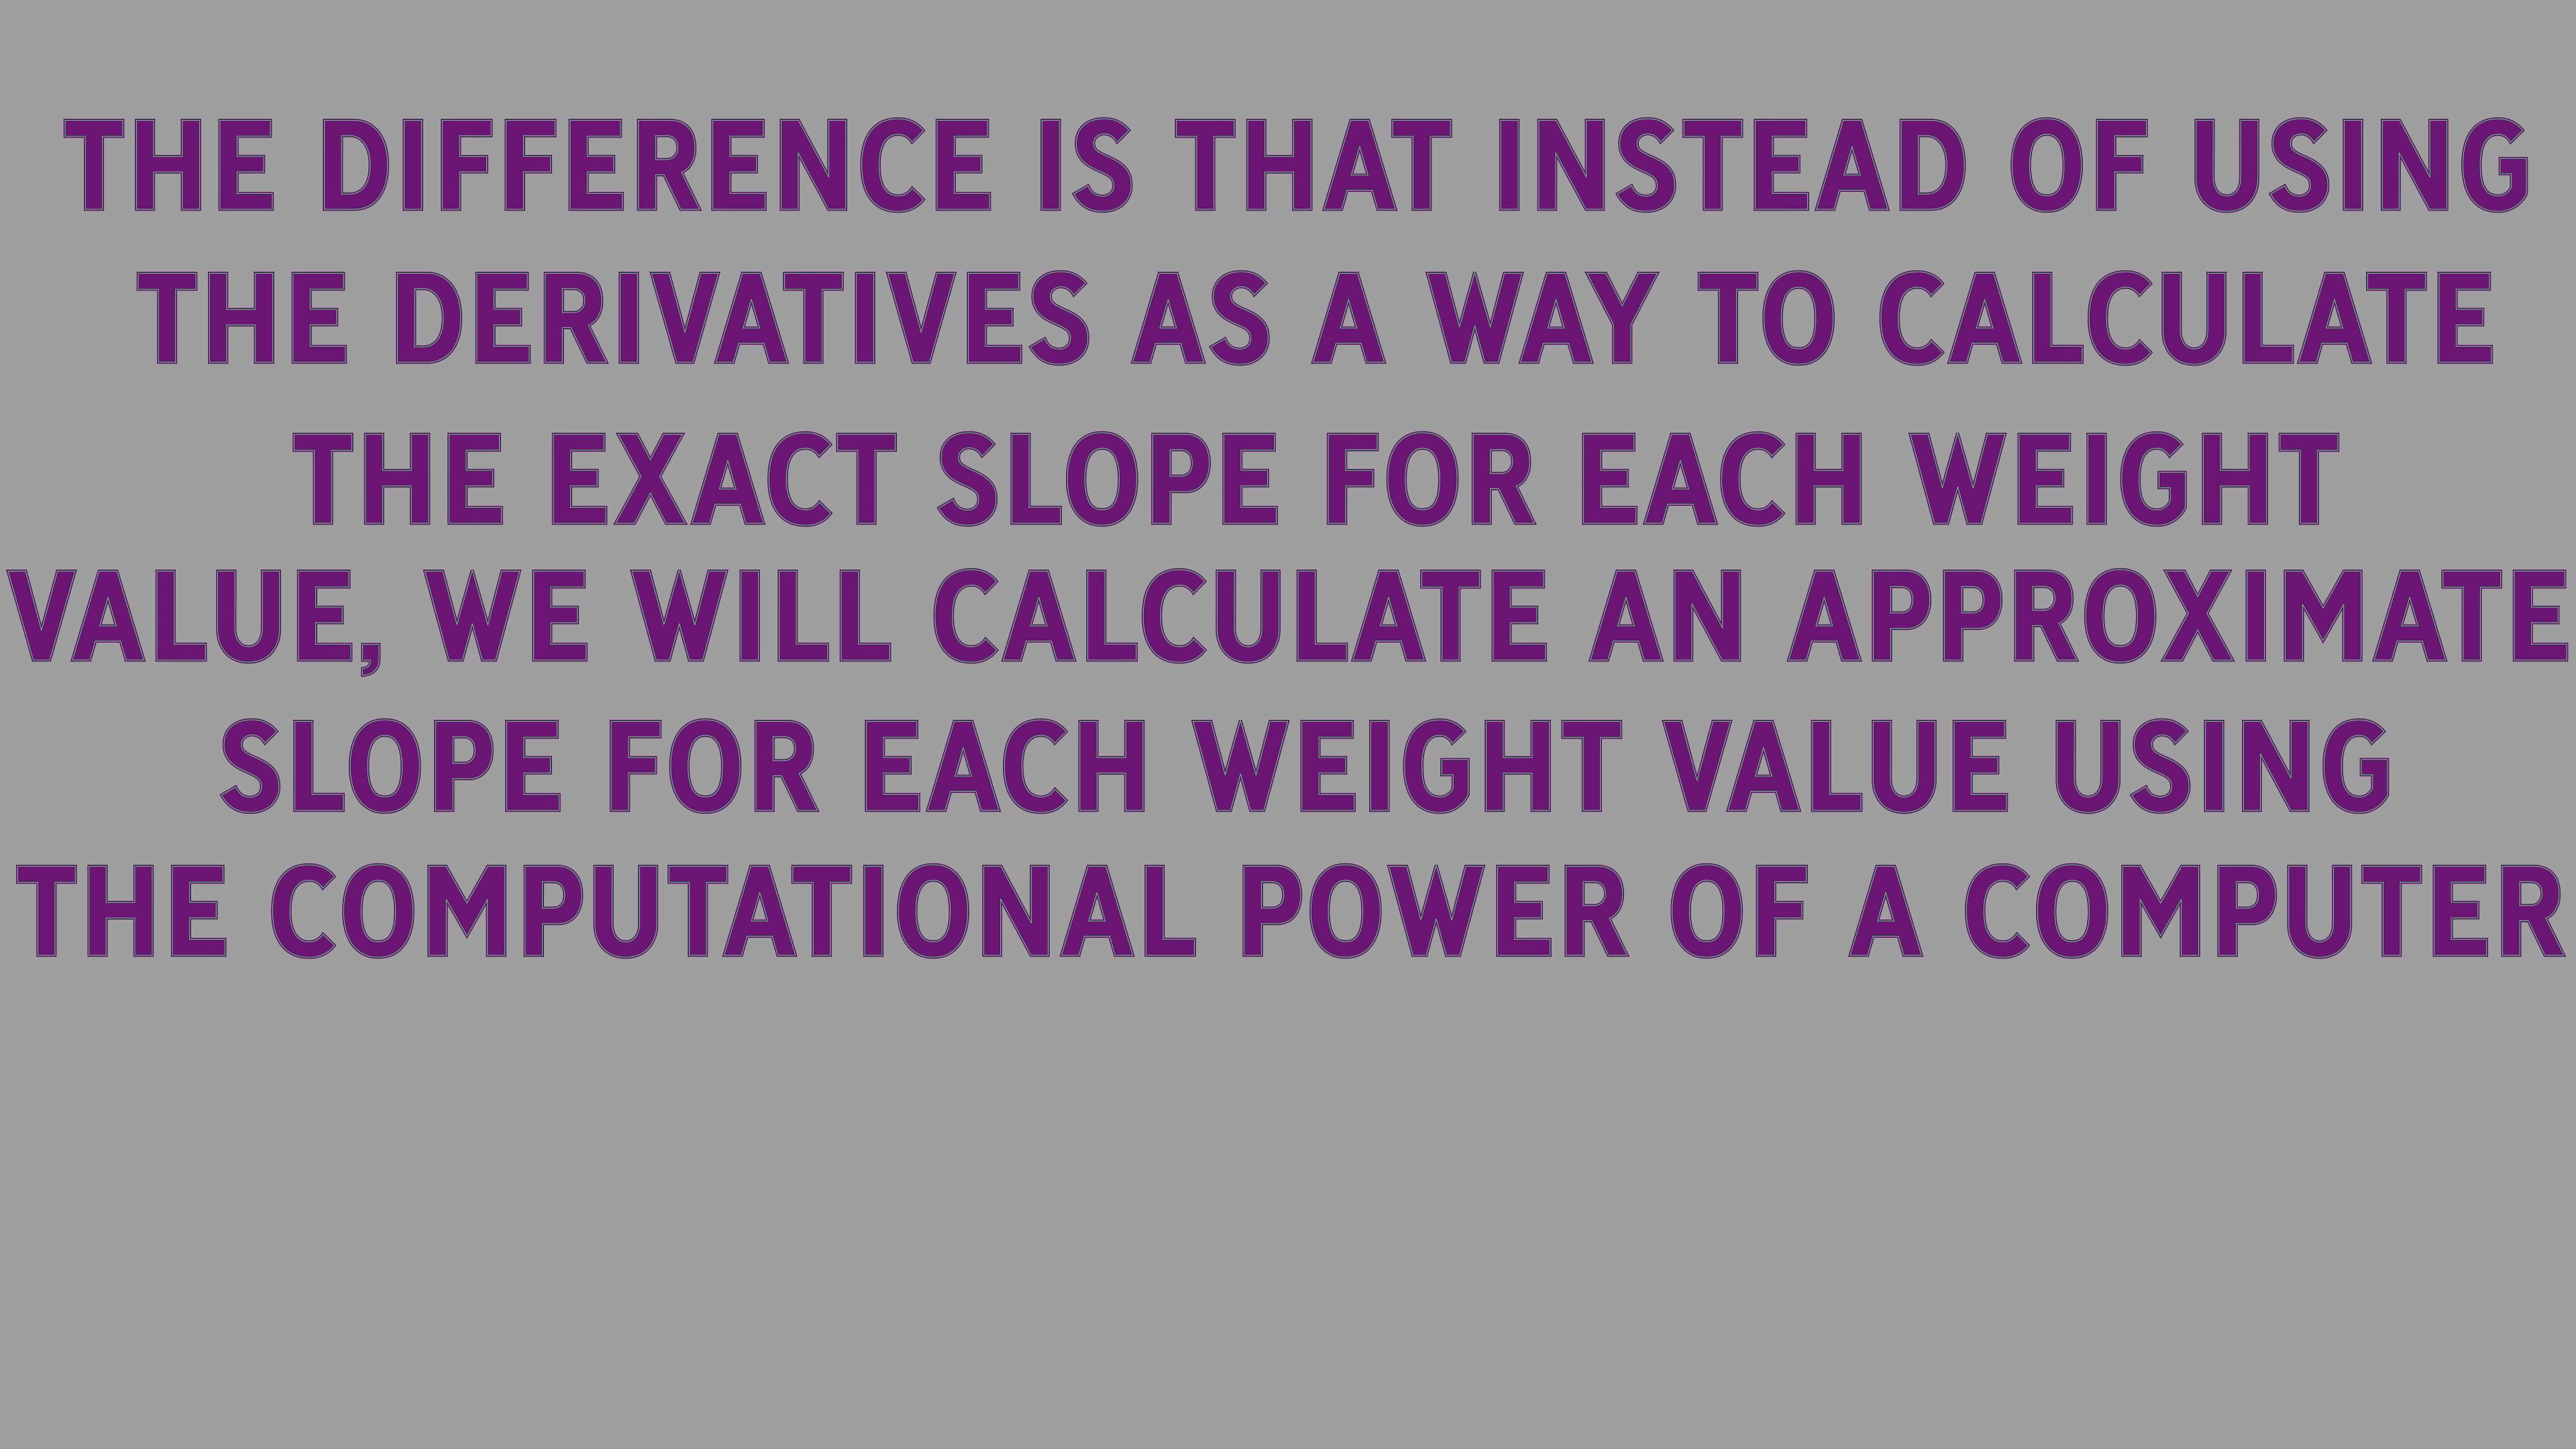 THE DIFFERENCE IS THAT INSTEAD OF USING
THE DERIVATIVES AS A WAY TO CALCULATE
THE EXACT SLOPE FOR EACH WEIGHT
VALUE, WE WILL CALCULATE AN APPROXIMATE
SLOPE FOR EACH WEIGHT VALUE USING
THE COMPUTATIONAL POWER OF A COMPUTER